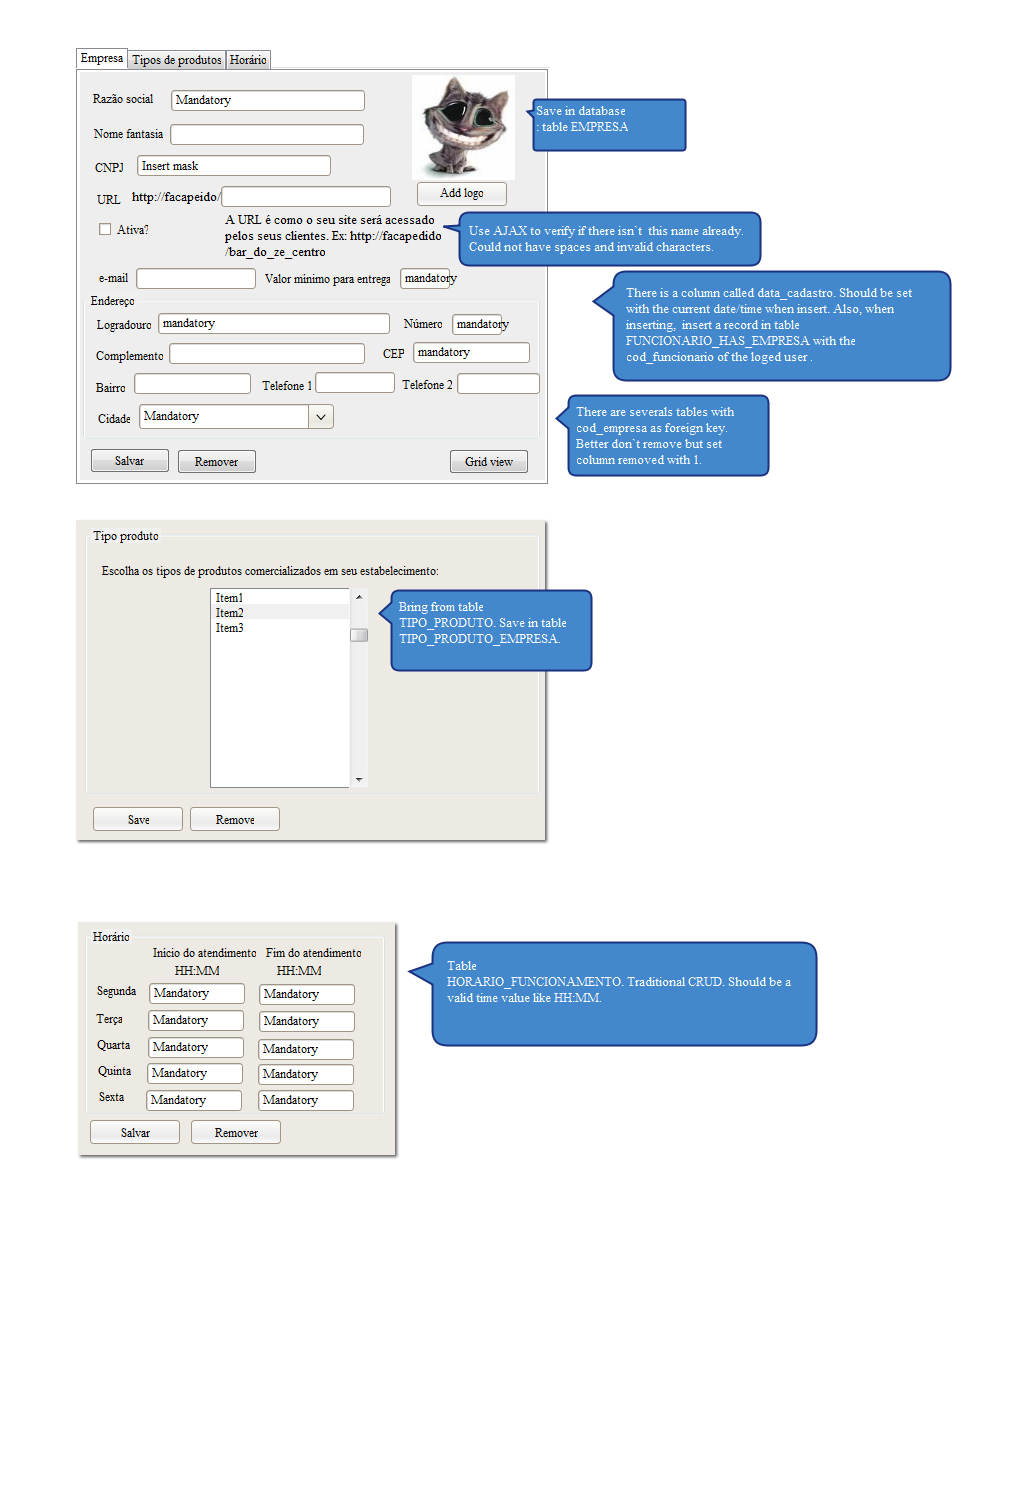 Empresa Tipos de produtos Horário
Razão social Mandatory
Nome fantasia
CNPJ Insert mask
URL http://facapeido/
Add logo
Ativa?
A URL é como o seu site será acessado
pelos seus clientes. Ex: http://facapedido
/bar_do_ze_centro
e-mail Valor minimo para entrega mandatory
Endereço
Logradouro mandatory Número mandatory
Complemento CEP mandatory
Bairro Telefone 1 Telefone 2
Cidade Mandatory
Salvar Remover Grid view
Save in database
: table EMPRESA
Use AJAX to verify if there isn`t this name already.
Could not have spaces and invalid characters.
There is a column called data_cadastro. Should be set
with the current date/time when insert. Also, when
inserting, insert a record in table
FUNCIONARIO_HAS_EMPRESA with the
cod_funcionario of the loged user .
There are severals tables with
cod_empresa as foreign key.
Better don`t remove but set
column removed with 1.
Tipo produto
Escolha os tipos de produtos comercializados em seu estabelecimento:
Item1
Item2
Item3
Save Remove
Bring from table
TIPO_PRODUTO. Save in table
TIPO_PRODUTO_EMPRESA.
Horário
Inicio do atendimento Fim do atendimento
HH:MM HH:MM
Segunda Mandatory Mandatory
Terça Mandatory Mandatory
Quarta Mandatory Mandatory
Quinta Mandatory Mandatory
Sexta Mandatory Mandatory
Salvar Remover
Table
HORARIO_FUNCIONAMENTO. Traditional CRUD. Should be a
valid time value like HH:MM.